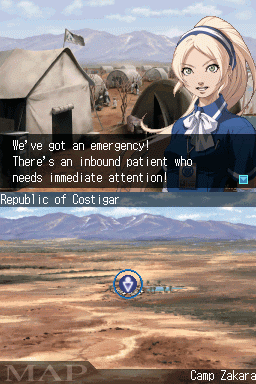 We've got an emergency!
There's an inbound patient who
needs immediate attention!
Republic of Costigar
MAP
Camp Zakara